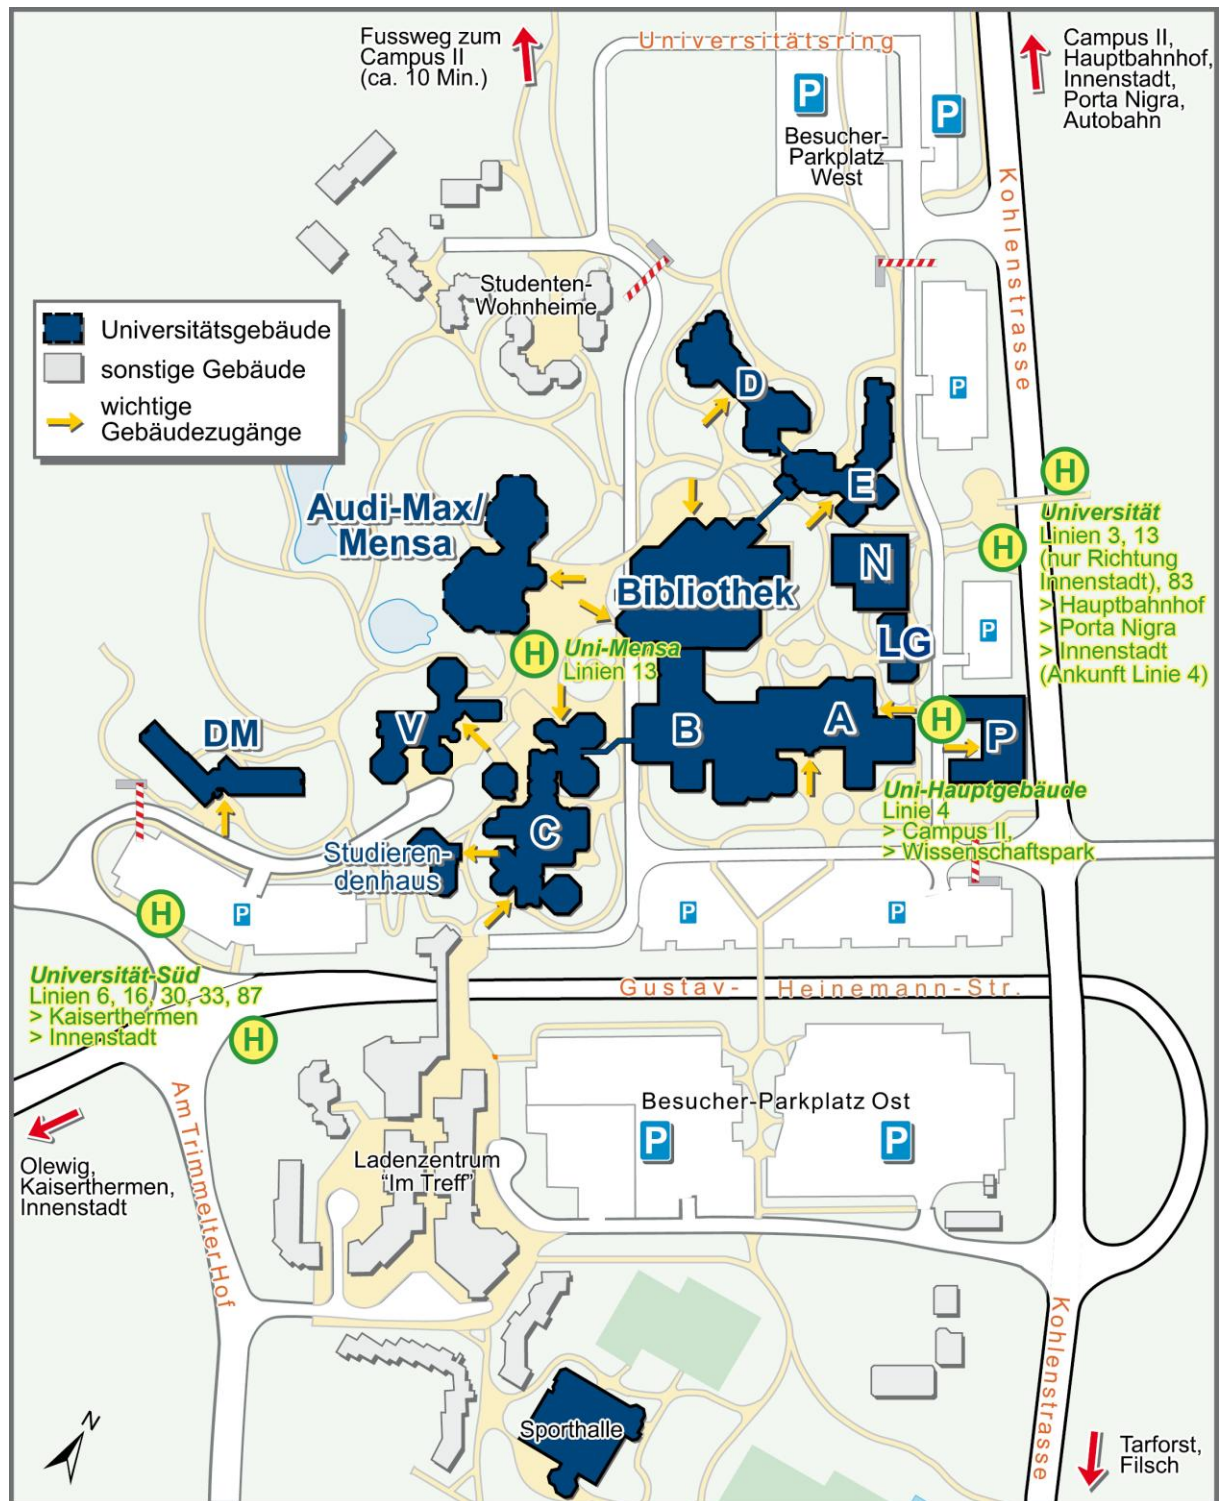 Fussweg zum
Campus II
(ca. 10 Min.)
Universitätsring
Campus II,
Hauptbahnhof,
Innenstadt,
Porta Nigra,
Autobahn
P
P
Besucher-
Parkplatz
West
Kohlenstrasse
Studenten-
Wohnheime
Universitätsgebäude
sonstige Gebäude
wichtige
Gebäudezugänge
D
P
E
H
Audi-Max/
Mensa
Universität
Linien 3, 13
(nur Richtung
Innenstadt), 83
> Hauptbahnhof
> Porta Nigra
> Innenstadt
(Ankunft Linie 4)
H
N
Bibliothek
P
LG
H
Uni-Mensa
Linien 13
DM
V
B
A
H
P
Uni-Hauptgebäude
Linie 4
> Campus II,
> Wissenschaftspark
C
Studieren-
denhaus
H
P
P
P
Universität-Süd
Linien 6, 16, 30, 33, 87
> Kaiserthermen
> Innenstadt
H
Gustav-Heinemann-Str.
Am Trimmelter Hof
Besucher-Parkplatz Ost
P
P
Olewig,
Kaiserthermen,
Innenstadt
Ladenzentrum
"Im Treff"
Kohlenstrasse
N
Sporthalle
Tarforst,
Filsch